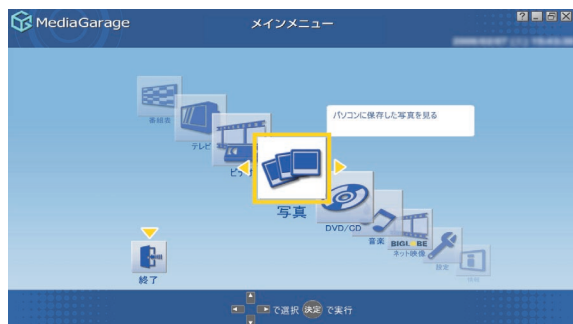 MediaGarage
メインメニュー
番組表
テレビ
パソコンに保存した写真を見る
写真
DVD/CD
音楽
BIGLOBE
ネット映像
設定
終了
で選択 決定 で実行